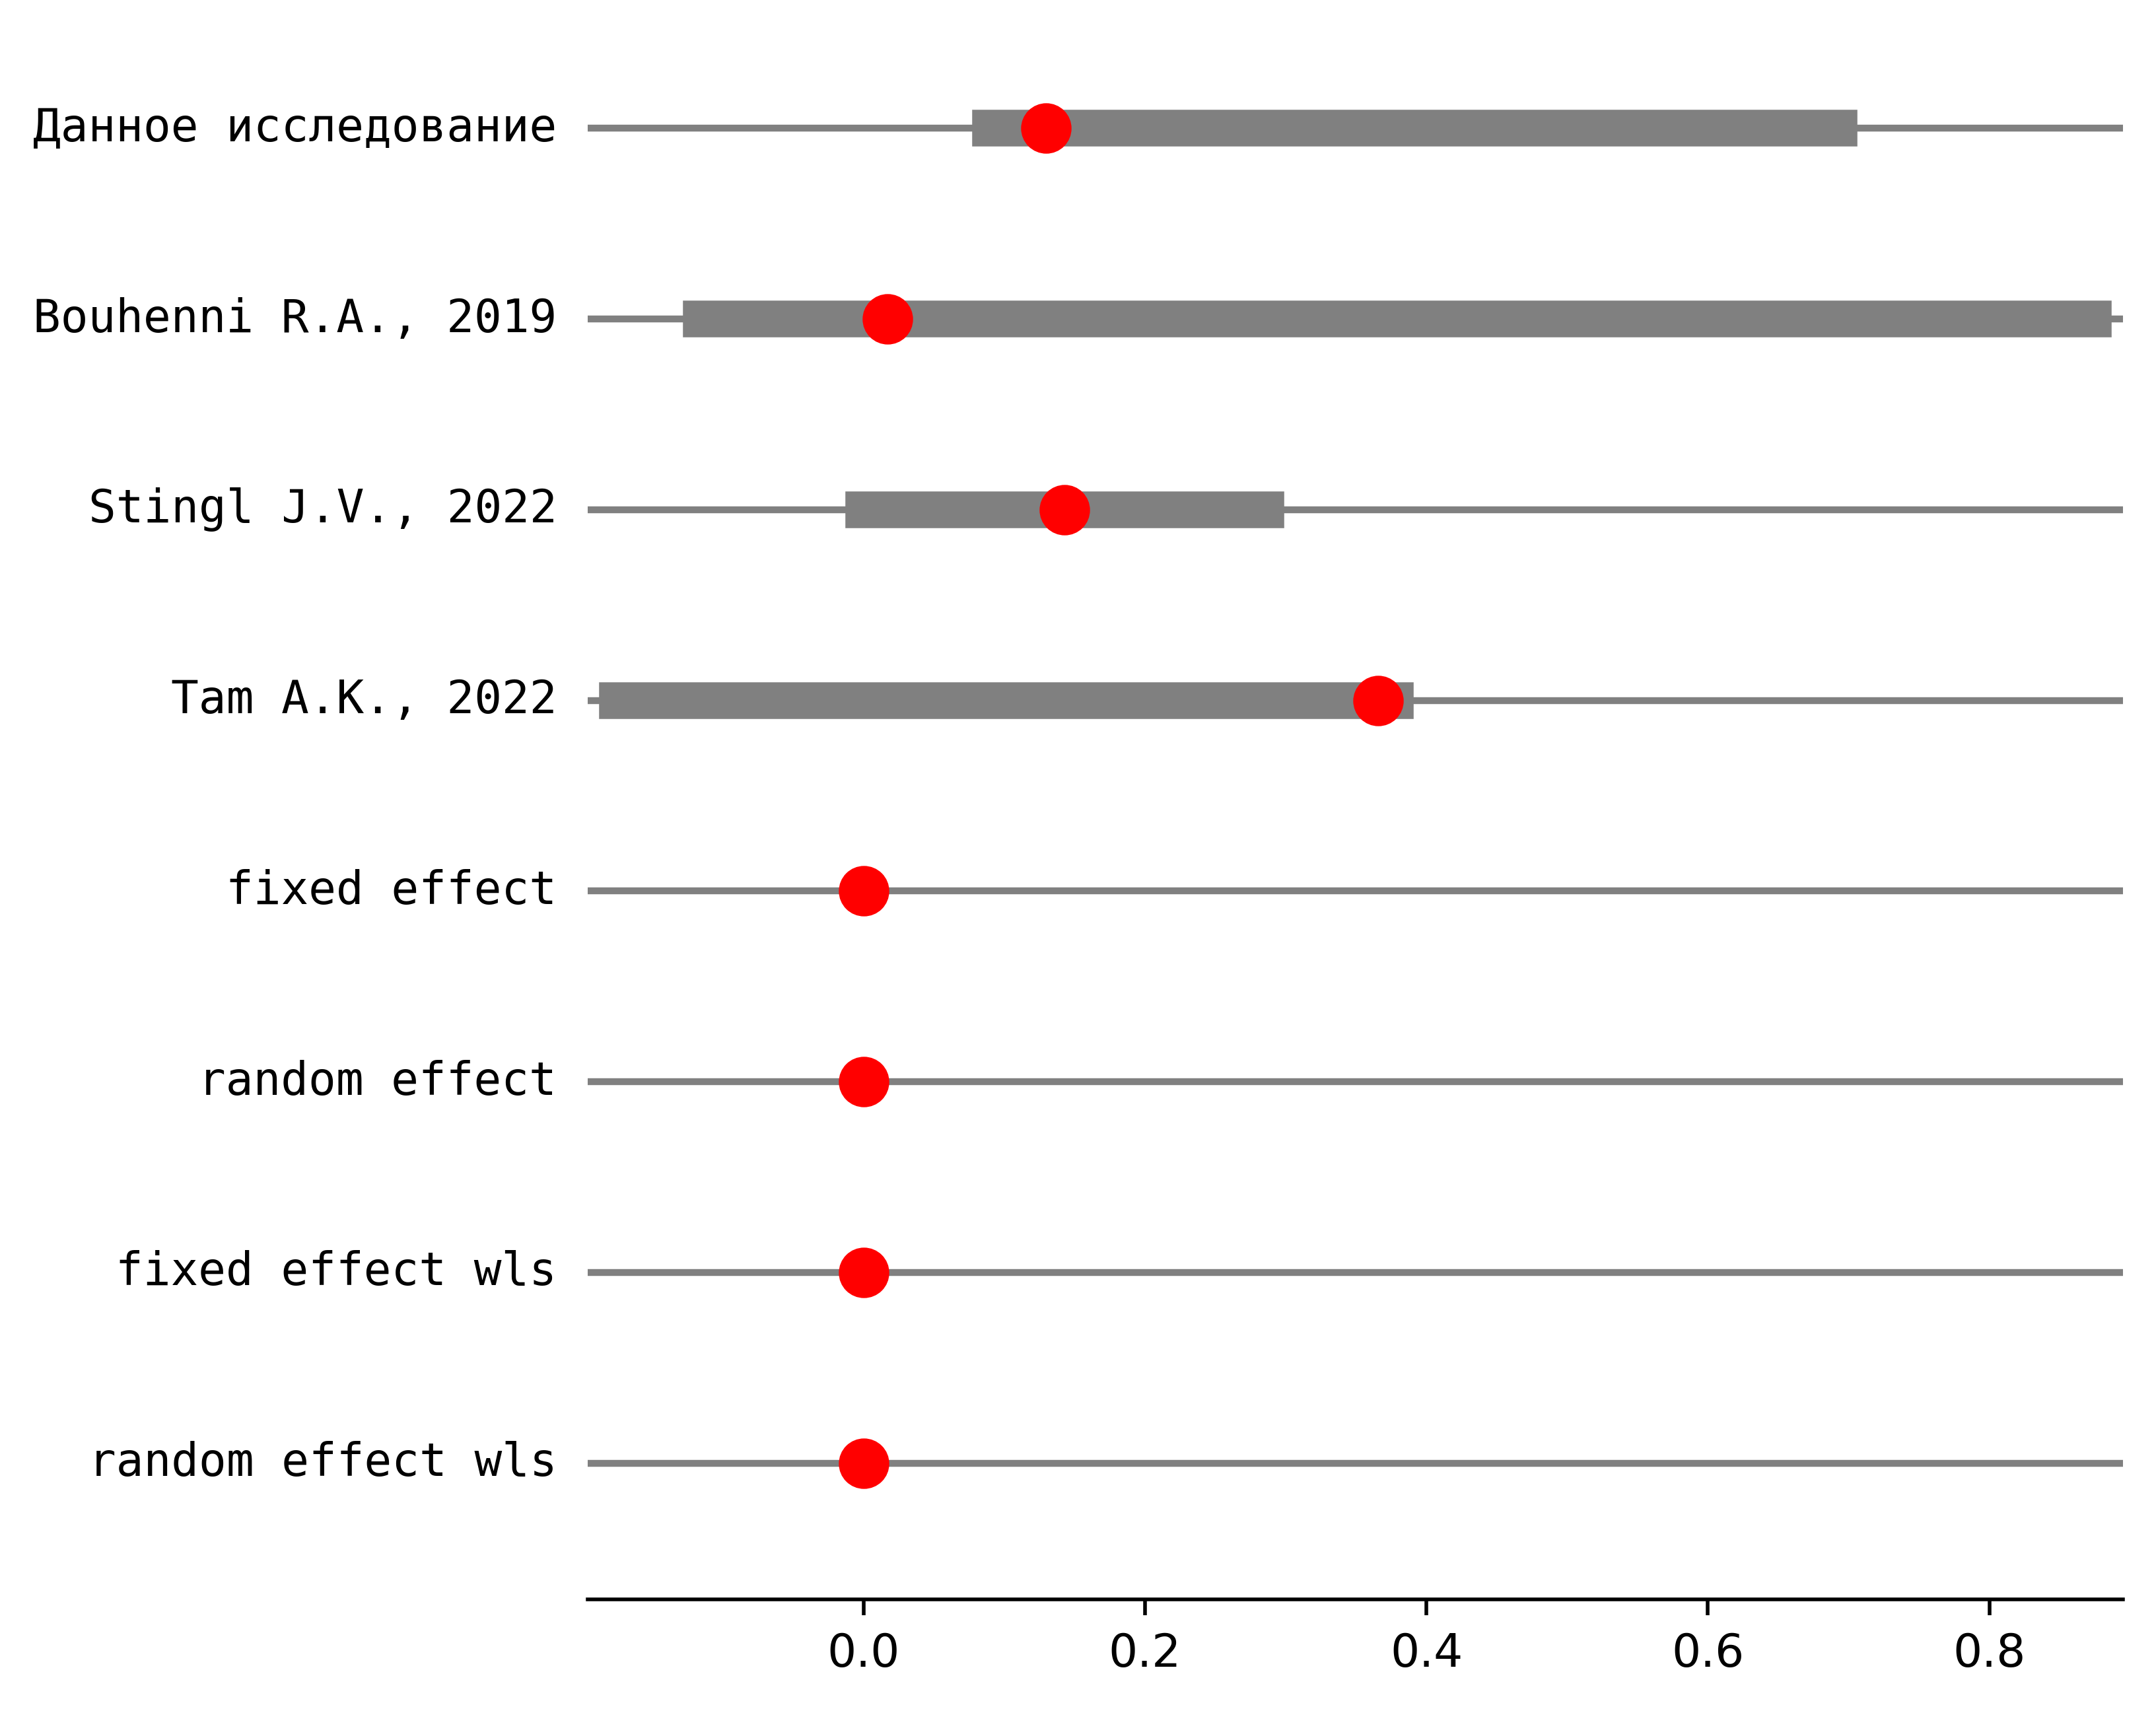 Данное исследование
Bouhenni R.A., 2019
Stingl J.V., 2022
Tam A.K., 2022
fixed effect
random effect
fixed effect wls
random effect wls
0.0 0.2 0.4 0.6 0.8